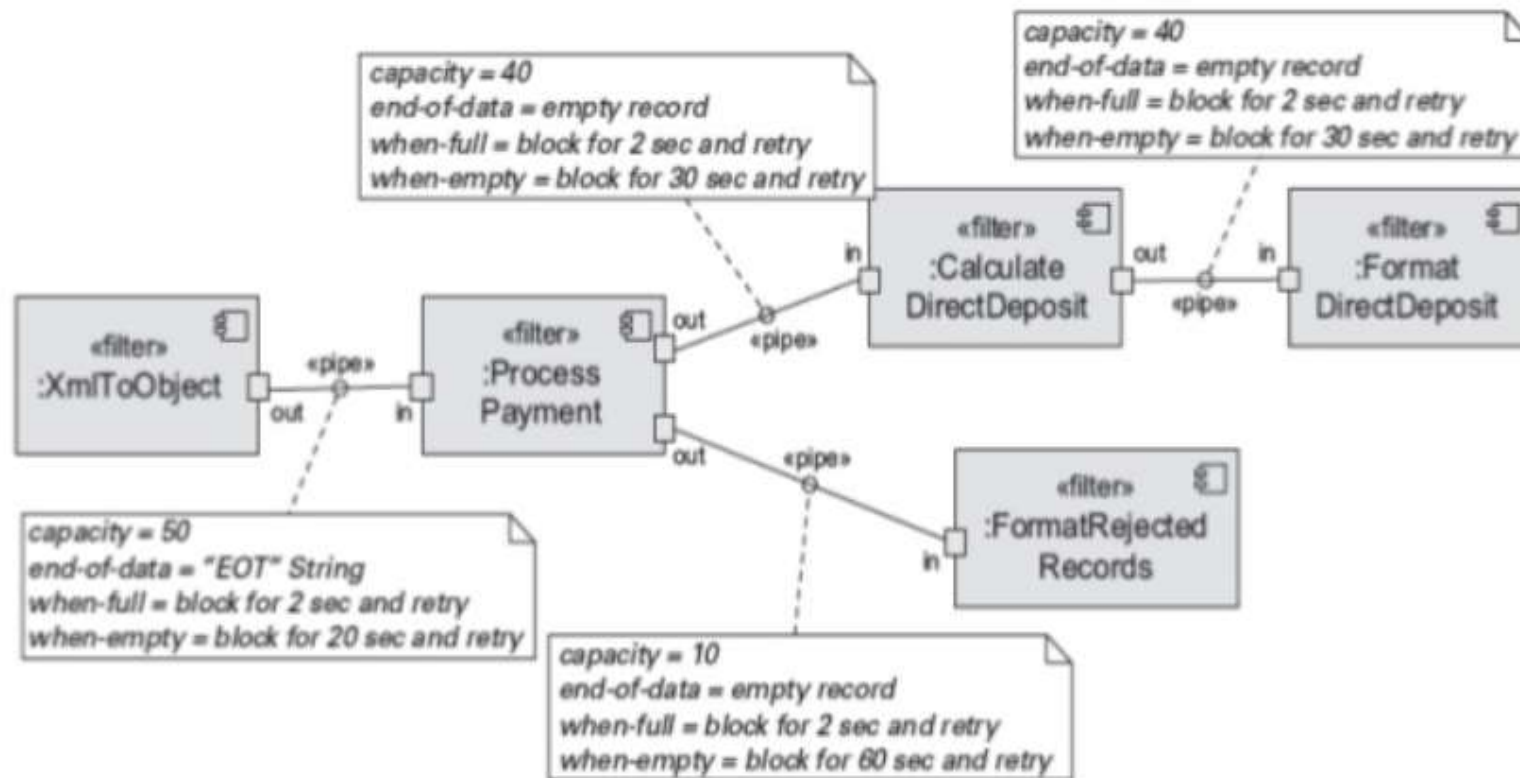 capacity = 40
end-of-data = empty record
when-full = block for 2 sec and retry
when-empty = block for 30 sec and retry
capacity = 40
end-of-data = empty record
when-full = block for 2 sec and retry
when-empty = block for 30 sec and retry
«filter»
:XmlToObject
out
«pipe»
in
«filter»
:Process
Payment
out
«pipe»
in
«filter»
:Calculate
DirectDeposit
out
«pipe»
in
«filter»
:Format
DirectDeposit
out
«pipe»
in
«filter»
:FormatRejected
Records
capacity = 50
end-of-data = "EOT" String
when-full = block for 2 sec and retry
when-empty = block for 20 sec and retry
capacity = 10
end-of-data = empty record
when-full = block for 2 sec and retry
when-empty = block for 60 sec and retry